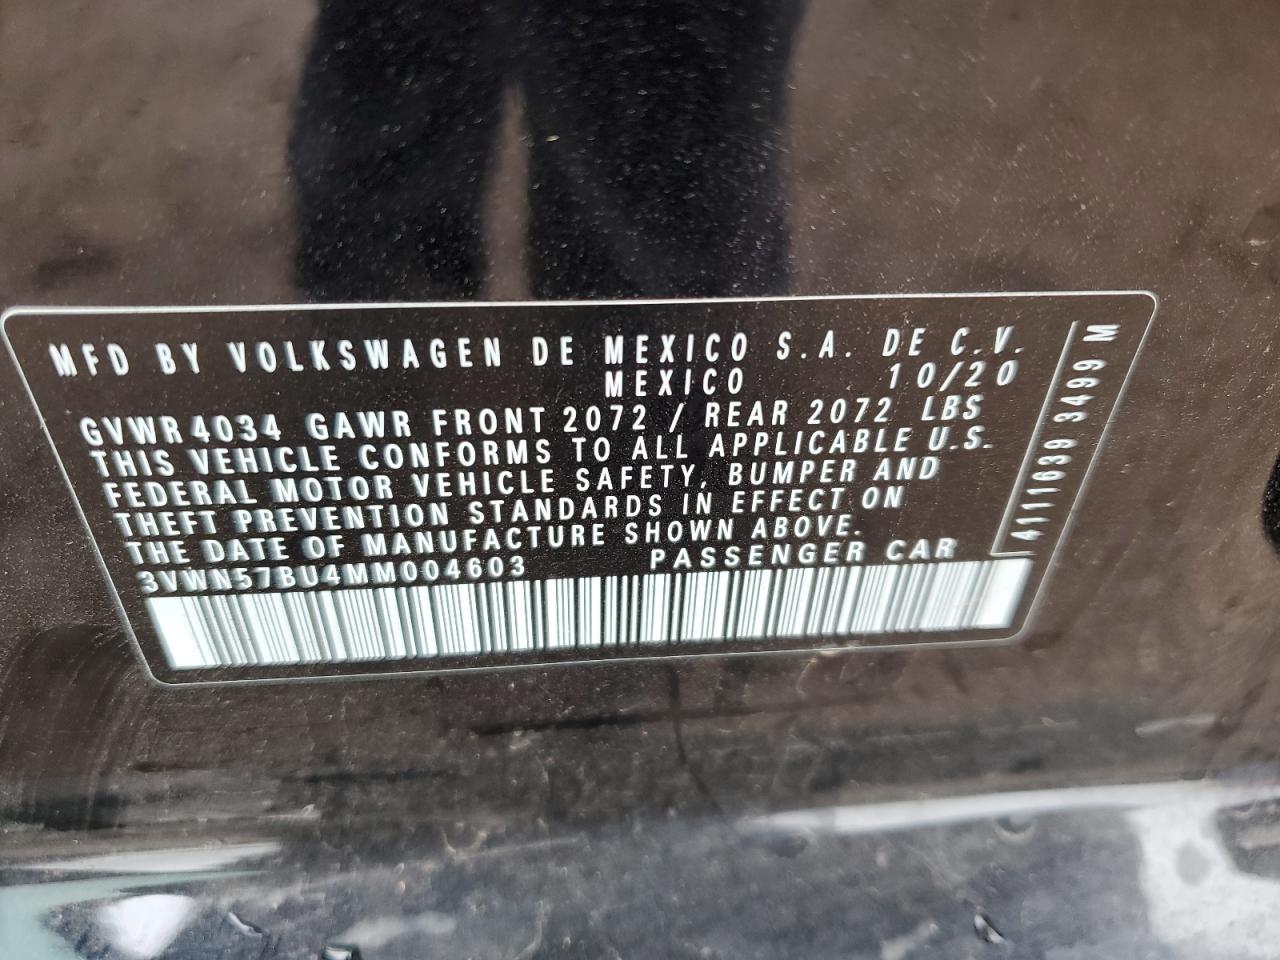 MFD BY VOLKSWAGEN DE MEXICO S.A. DE C.V.
MEXICO 10/20
GVWR 4034 GAWR FRONT 2072 / REAR 2072 LBS
THIS VEHICLE CONFORMS TO ALL APPLICABLE U.S.
FEDERAL MOTOR VEHICLE SAFETY, BUMPER AND
THEFT PREVENTION STANDARDS IN EFFECT ON
THE DATE OF MANUFACTURE SHOWN ABOVE.
3VWN57BU4MM004603 PASSENGER CAR
4111639 3499 M